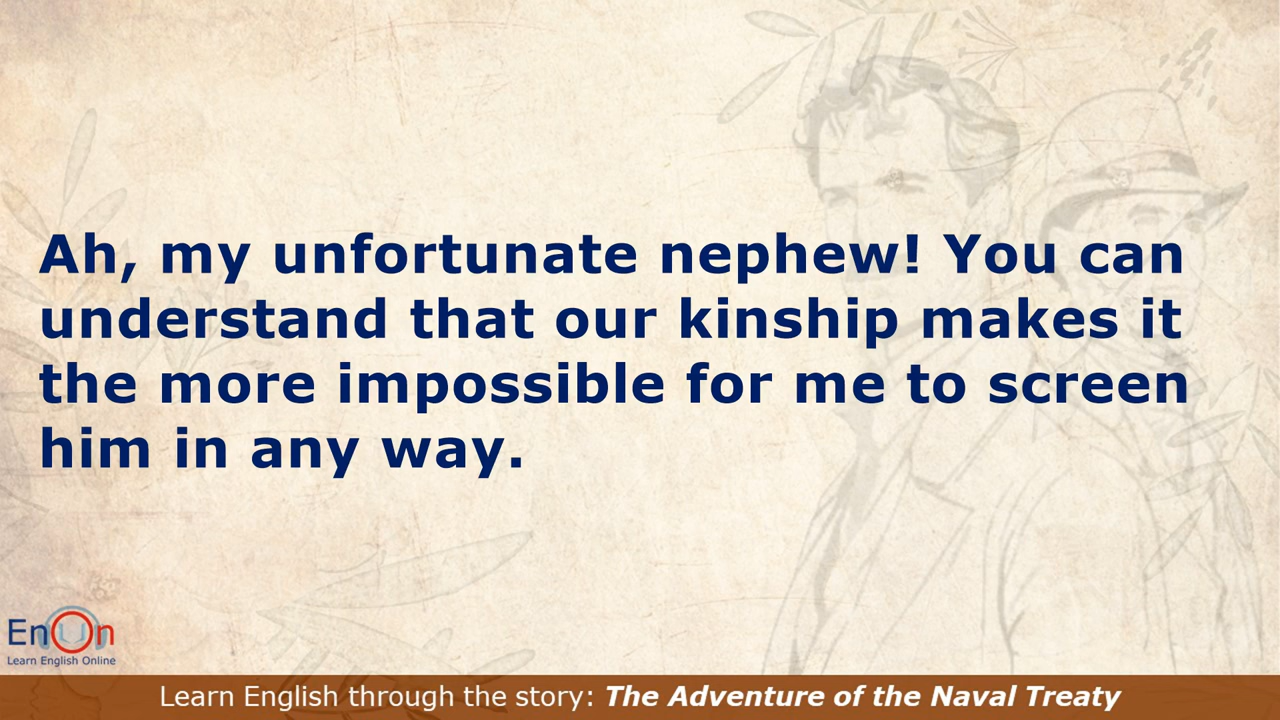 Ah, my unfortunate nephew! You can
understand that our kinship makes it
the more impossible for me to screen
him in any way.
EnOn
Learn English Online
Learn English through the story: The Adventure of the Naval Treaty